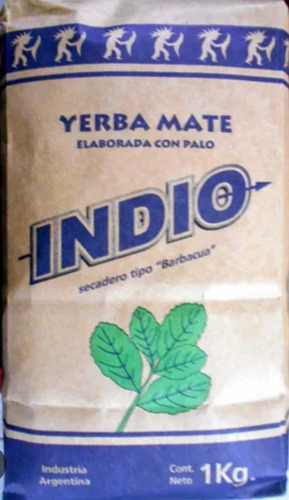 YERBA MATE
ELABORADA CON PALO
INDIO
secadero tipo "Barbacua"
Industria
Argentina
Cont.
Neto
1Kg.